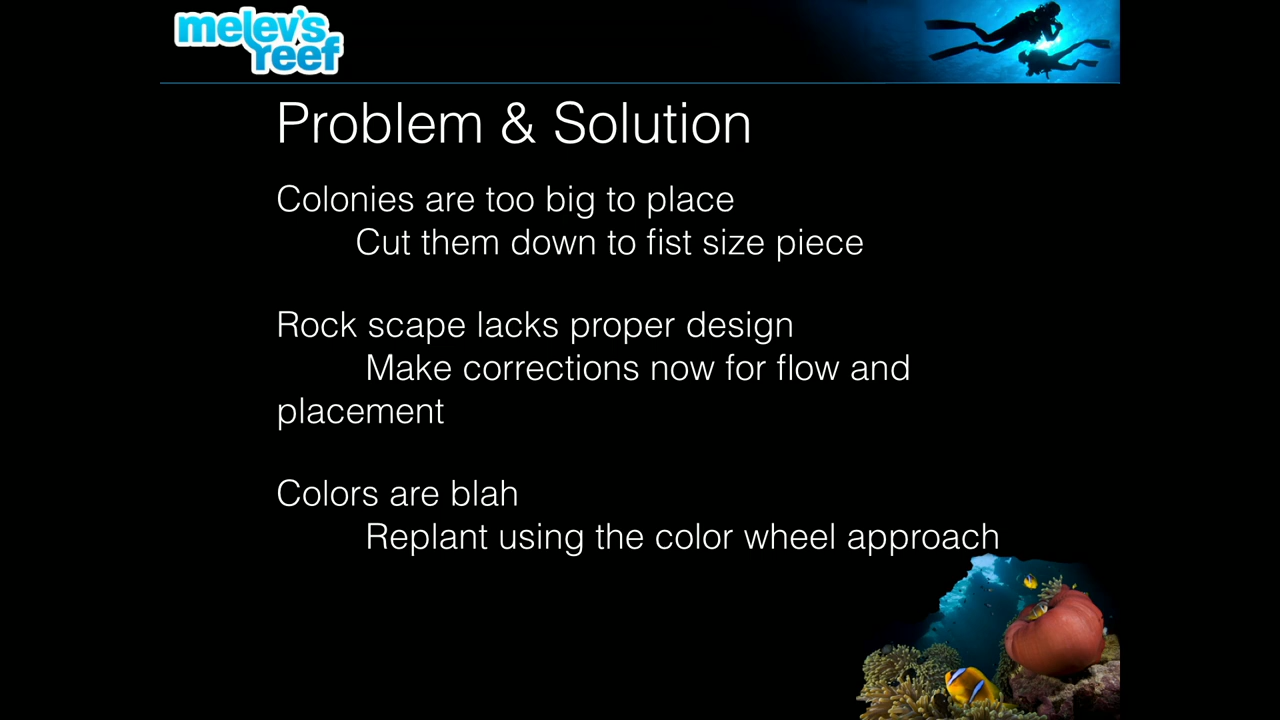 melev's
reef
Problem & Solution
Colonies are too big to place
Cut them down to fist size piece
Rock scape lacks proper design
Make corrections now for flow and
placement
Colors are blah
Replant using the color wheel approach